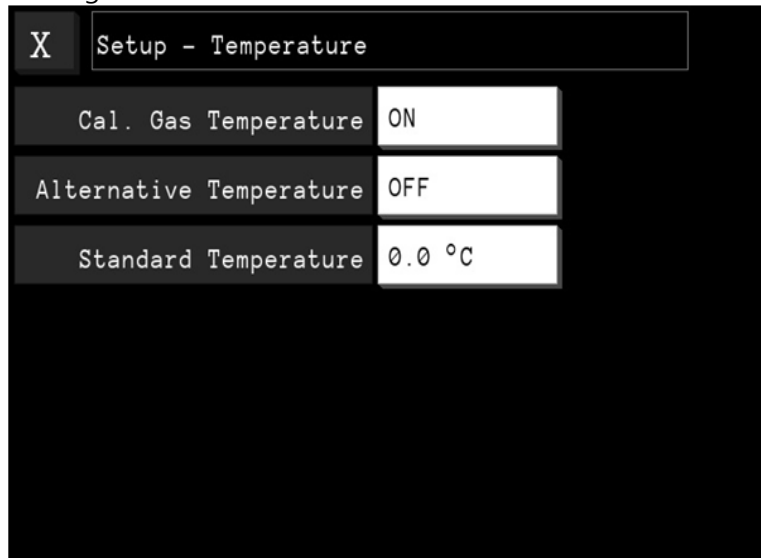 X
Setup – Temperature
Cal. Gas Temperature ON
Alternative Temperature OFF
Standard Temperature 0.0 °C